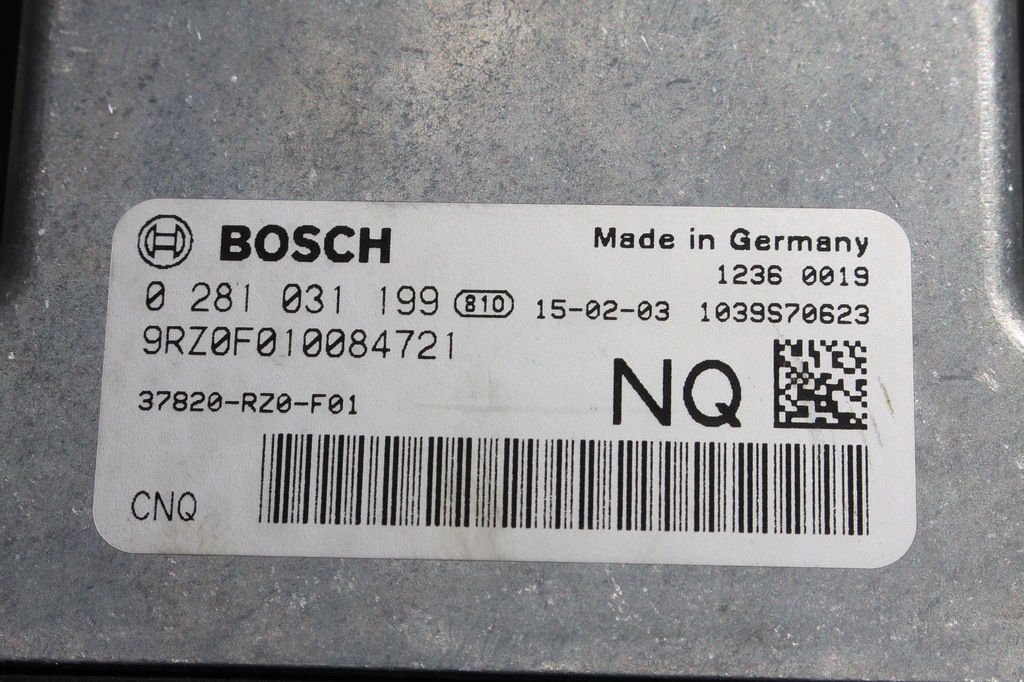 BOSCH
Made in Germany
1236 0019
0 281 031 199 810 15-02-03 1039S70623
9RZ0F010084721
NQ
37820-RZ0-F01
CNQ